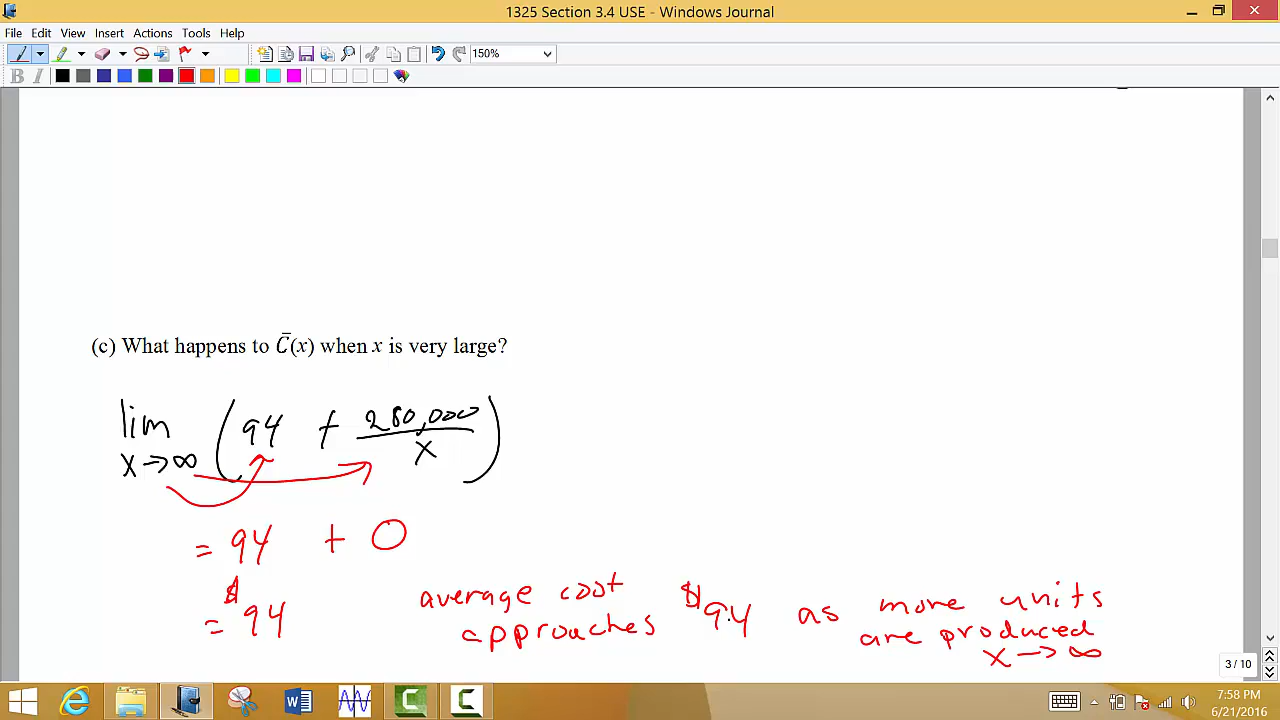 1325 Section 3.4 USE - Windows Journal
File Edit View Insert Actions Tools Help
150%
B I
(c) What happens to C̄(x) when x is very large?
lim x→∞ (94 + 280,000/x)
= 94 + 0
= $94
average cost approaches $94 as more units are produced x→∞
3 / 10
7:58 PM
6/21/2016